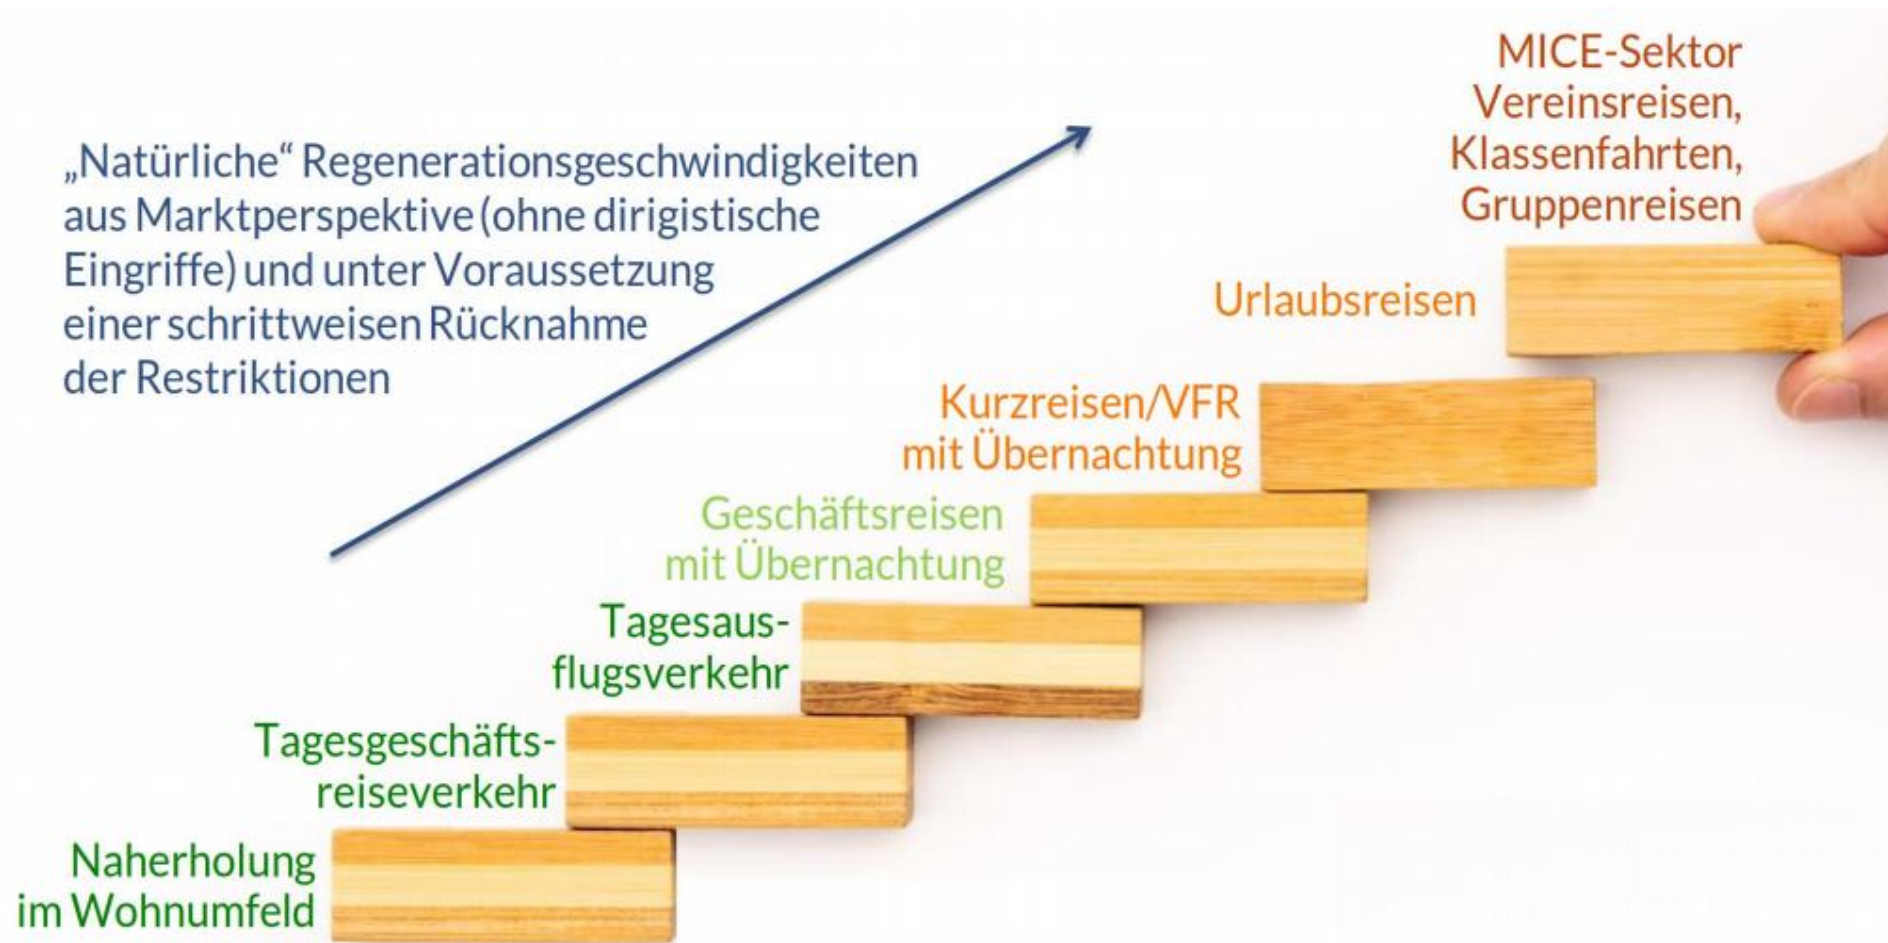 „Natürliche“ Regenerationsgeschwindigkeiten
aus Marktperspektive (ohne dirigistische
Eingriffe) und unter Voraussetzung
einer schrittweisen Rücknahme
der Restriktionen
MICE-Sektor
Vereinsreisen,
Klassenfahrten,
Gruppenreisen
Urlaubsreisen
Kurzreisen/VFR
mit Übernachtung
Geschäftsreisen
mit Übernachtung
Tagesaus-
flugsverkehr
Tagesgeschäfts-
reiseverkehr
Naherholung
im Wohnumfeld